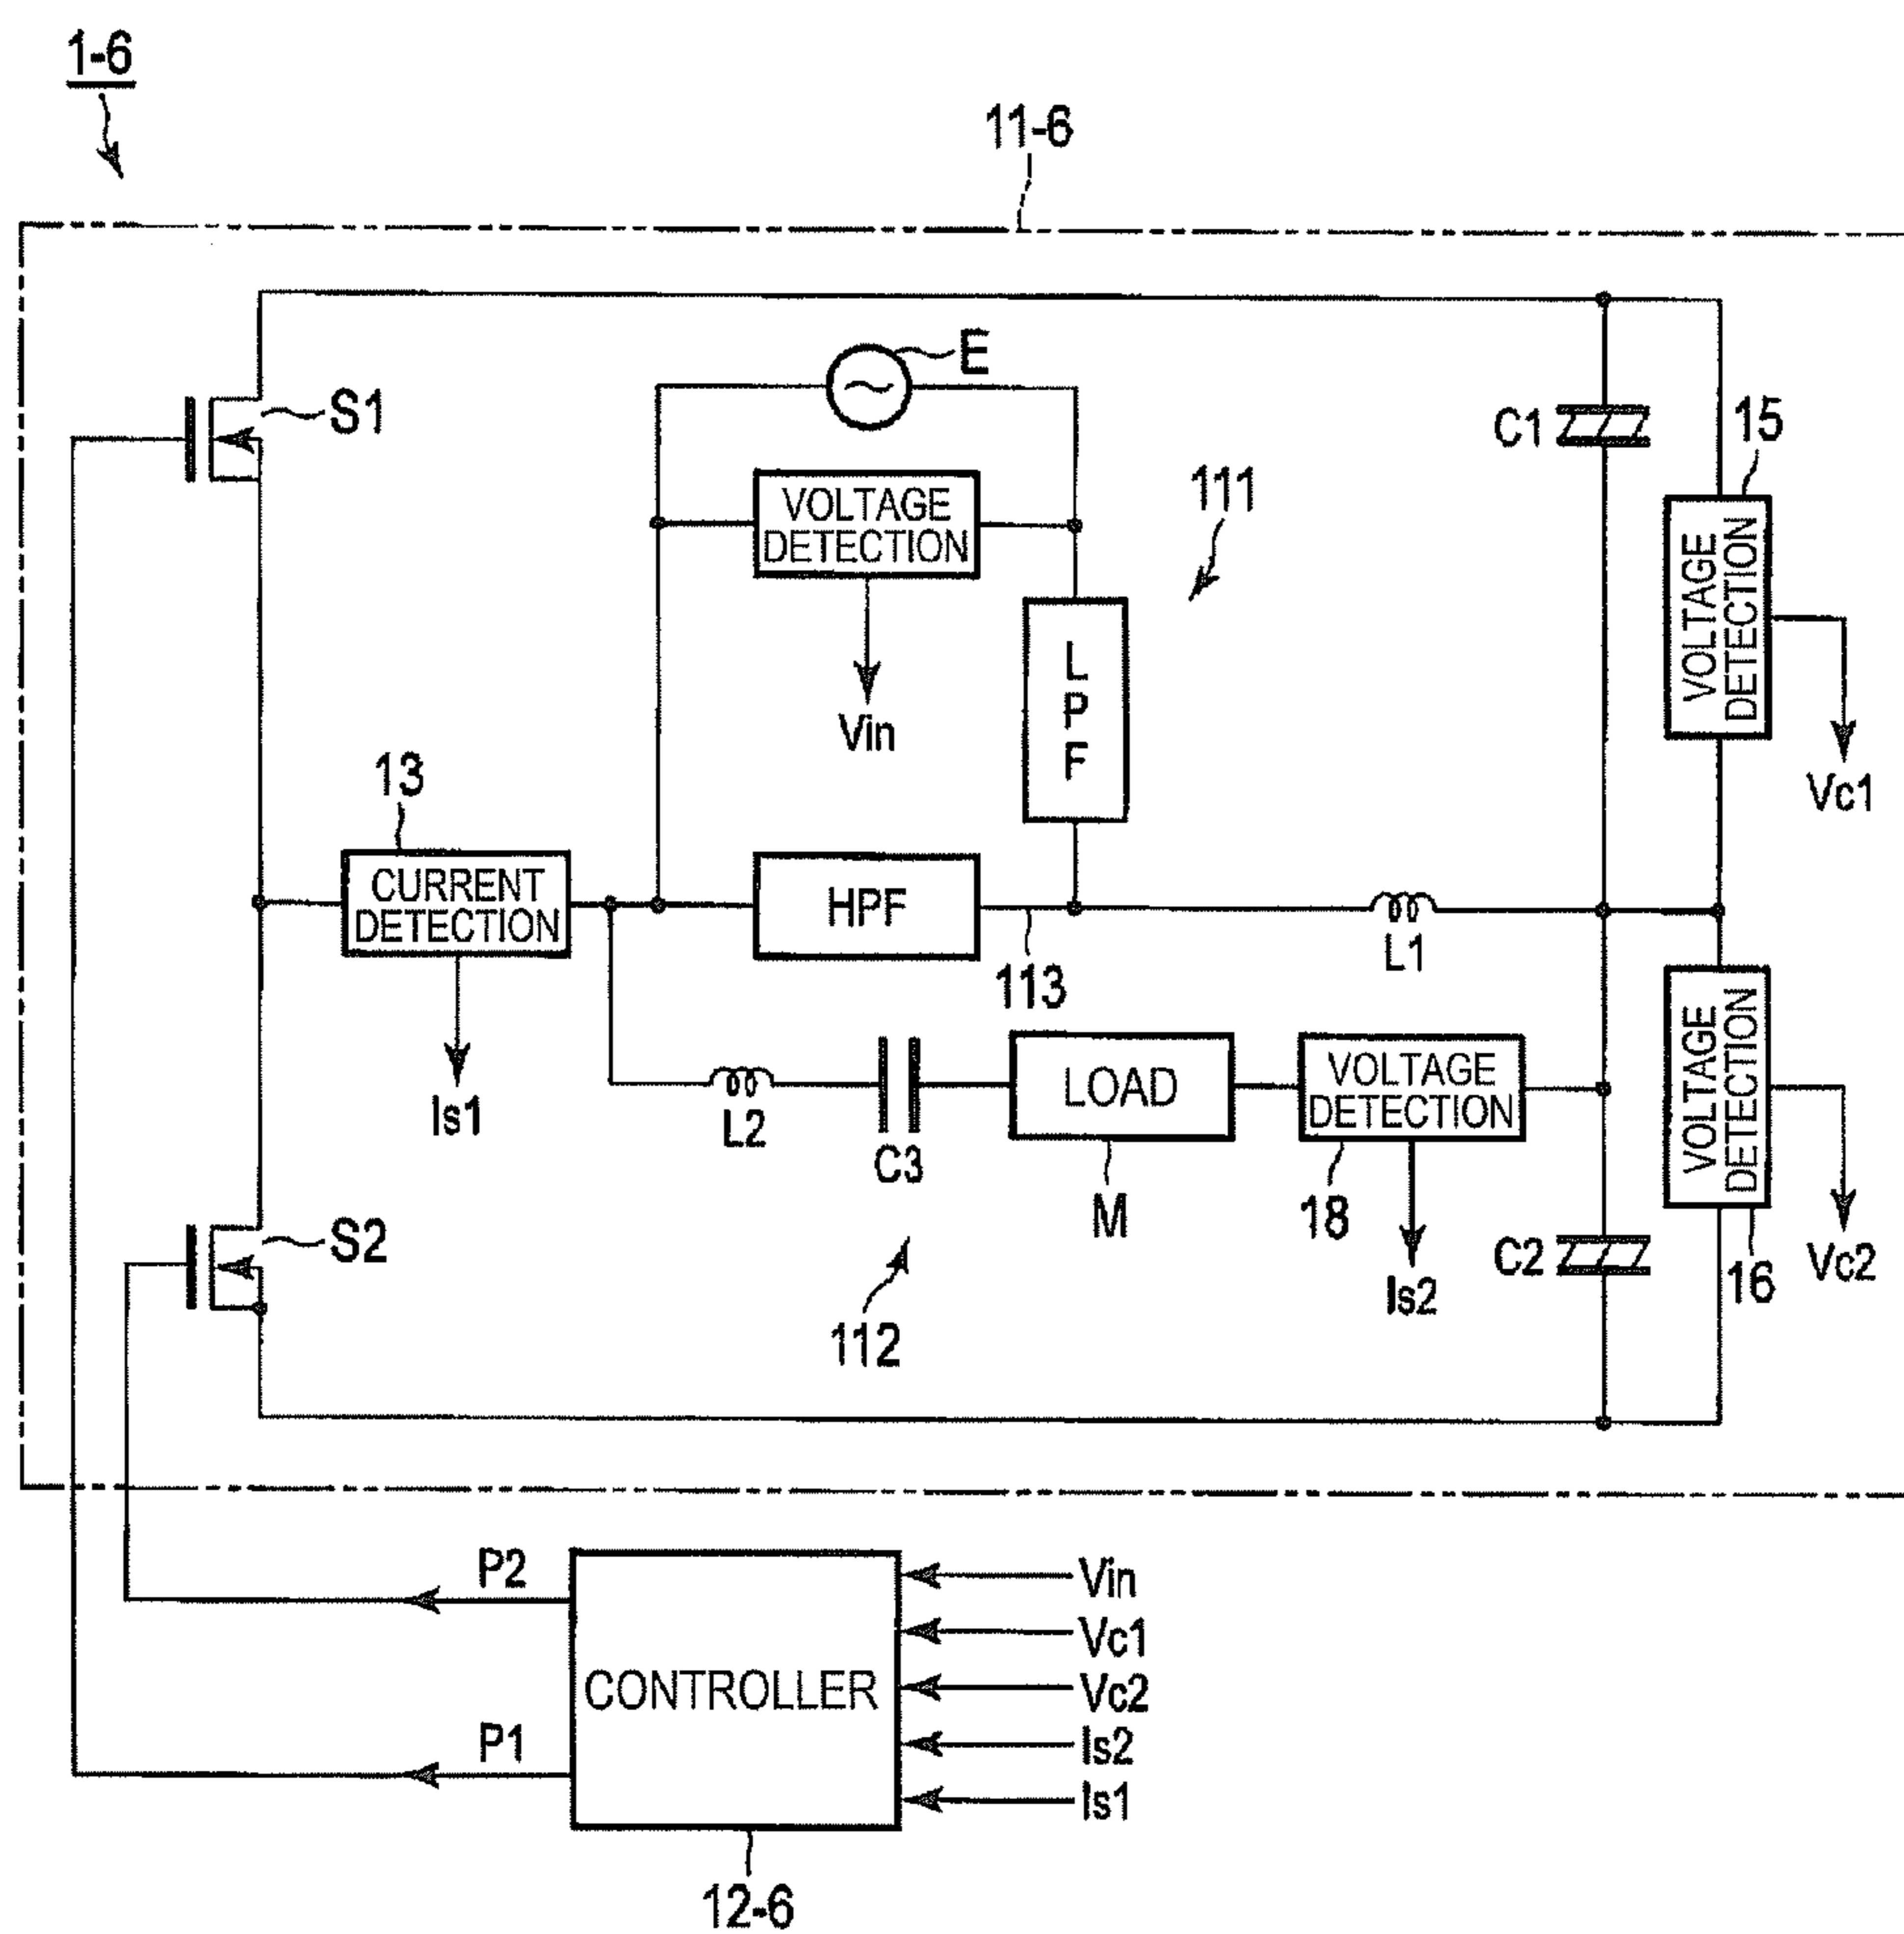 1-6
11-6
E
S1
C1
15
VOLTAGE
DETECTION
111
VOLTAGE
DETECTION
L
P
F
Vin
13
Vc1
CURRENT
DETECTION
HPF
L1
113
VOLTAGE
DETECTION
LOAD
VOLTAGE
DETECTION
Is1
L2
C3
M
18
S2
C2
16
Vc2
Is2
112
P2
Vin
Vc1
CONTROLLER
Vc2
P1
Is2
Is1
12-6